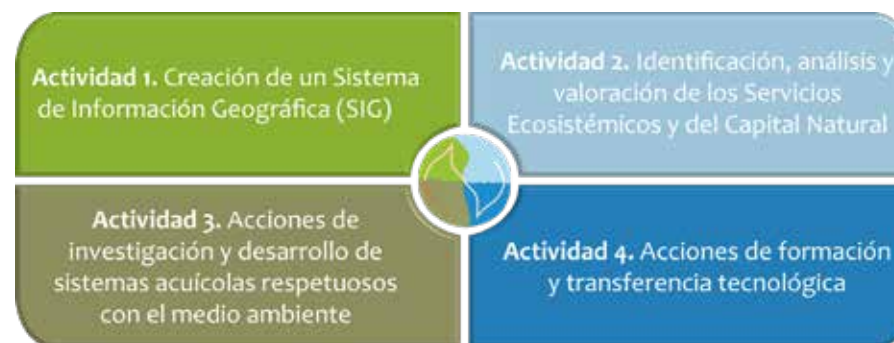 Actividad 1. Creación de un Sistema
de Información Geográfica (SIG)
Actividad 2. Identificación, análisis y
valoración de los Servicios
Ecosistémicos y del Capital Natural
Actividad 3. Acciones de
investigación y desarrollo de
sistemas acuícolas respetuosos
con el medio ambiente
Actividad 4. Acciones de formación
y transferencia tecnológica